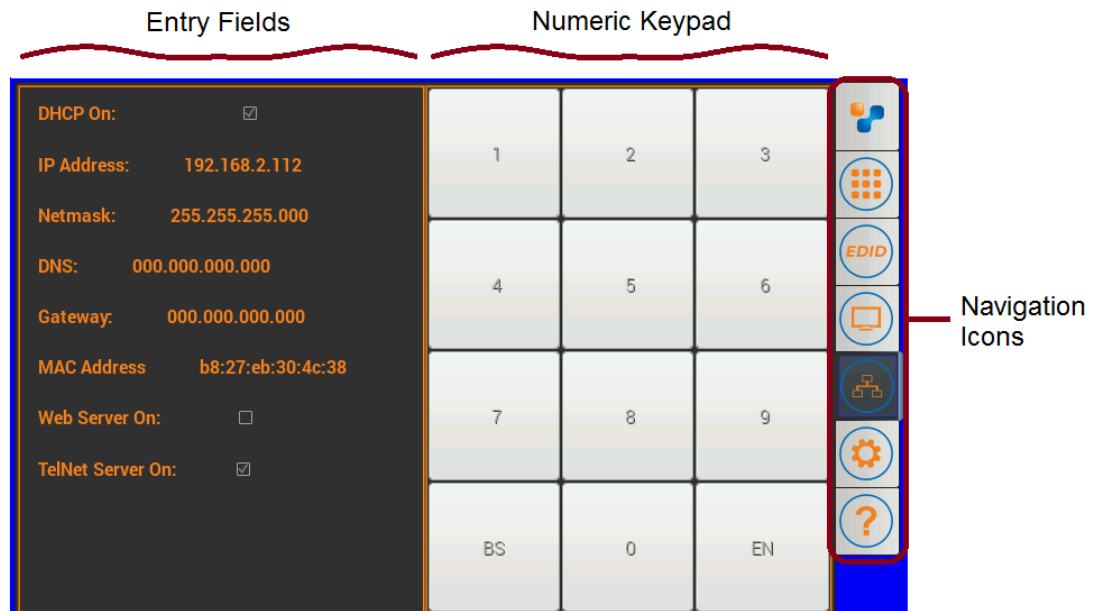 Entry Fields
Numeric Keypad
DHCP On:
IP Address: 192.168.2.112
Netmask: 255.255.255.000
DNS: 000.000.000.000
Gateway: 000.000.000.000
MAC Address b8:27:eb:30:4c:38
Web Server On:
TelNet Server On:
1 2 3
4 5 6
7 8 9
BS 0 EN
EDID
?
Navigation
Icons